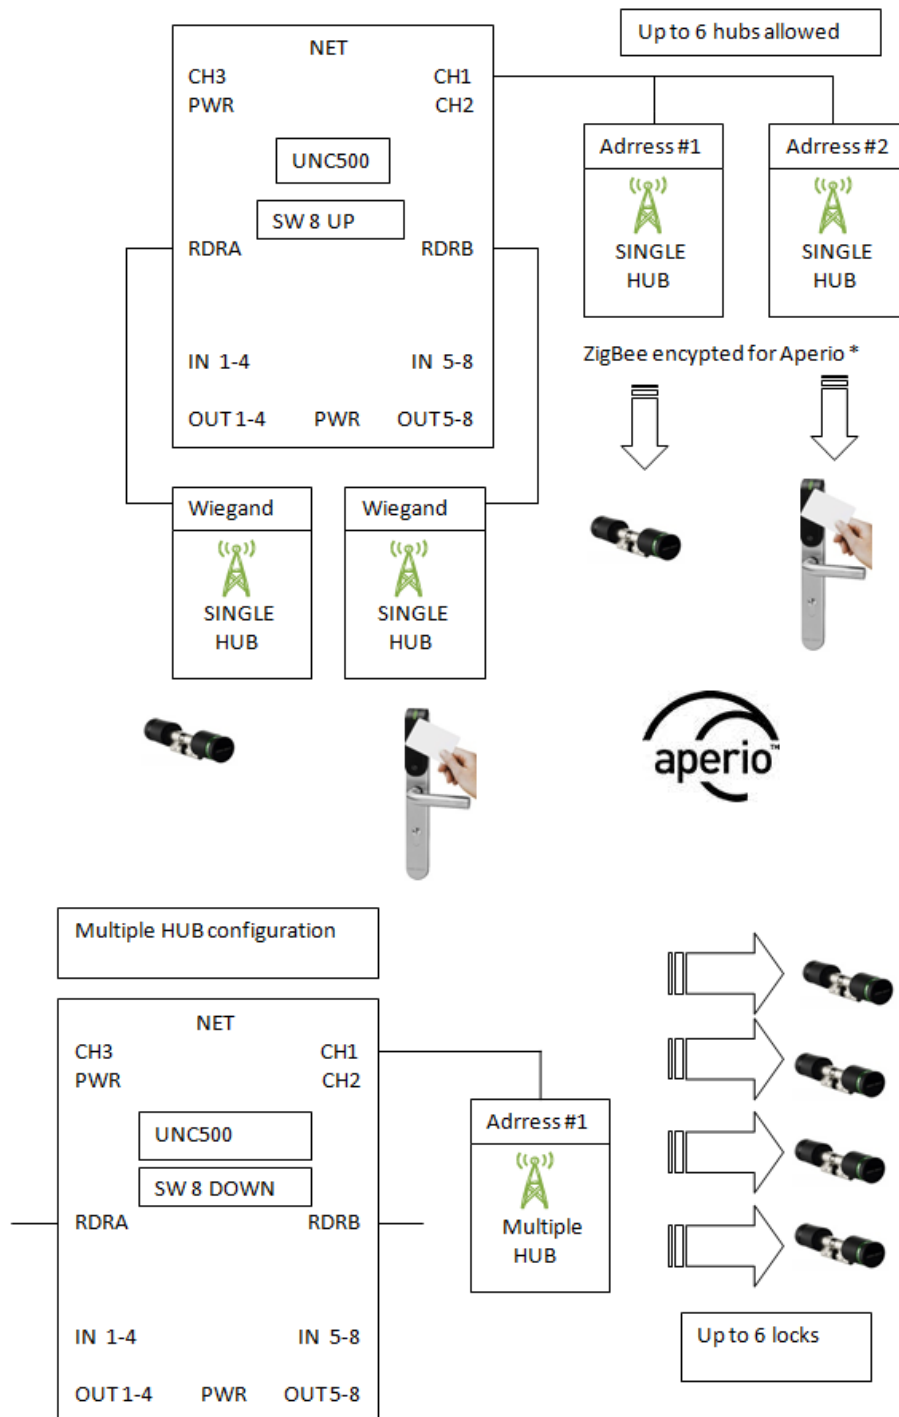 Up to 6 hubs allowed
NET
CH3 CH1
PWR CH2
UNC500
SW 8 UP
RDRA RDRB
IN 1-4 IN 5-8
OUT 1-4 PWR OUT 5-8
Adrress #1
SINGLE
HUB
Adrress #2
SINGLE
HUB
ZigBee encypted for Aperio *
Wiegand
SINGLE
HUB
Wiegand
SINGLE
HUB
aperio™
Multiple HUB configuration
NET
CH3 CH1
PWR CH2
UNC500
SW 8 DOWN
RDRA RDRB
IN 1-4 IN 5-8
OUT 1-4 PWR OUT 5-8
Adrress #1
Multiple
HUB
Up to 6 locks